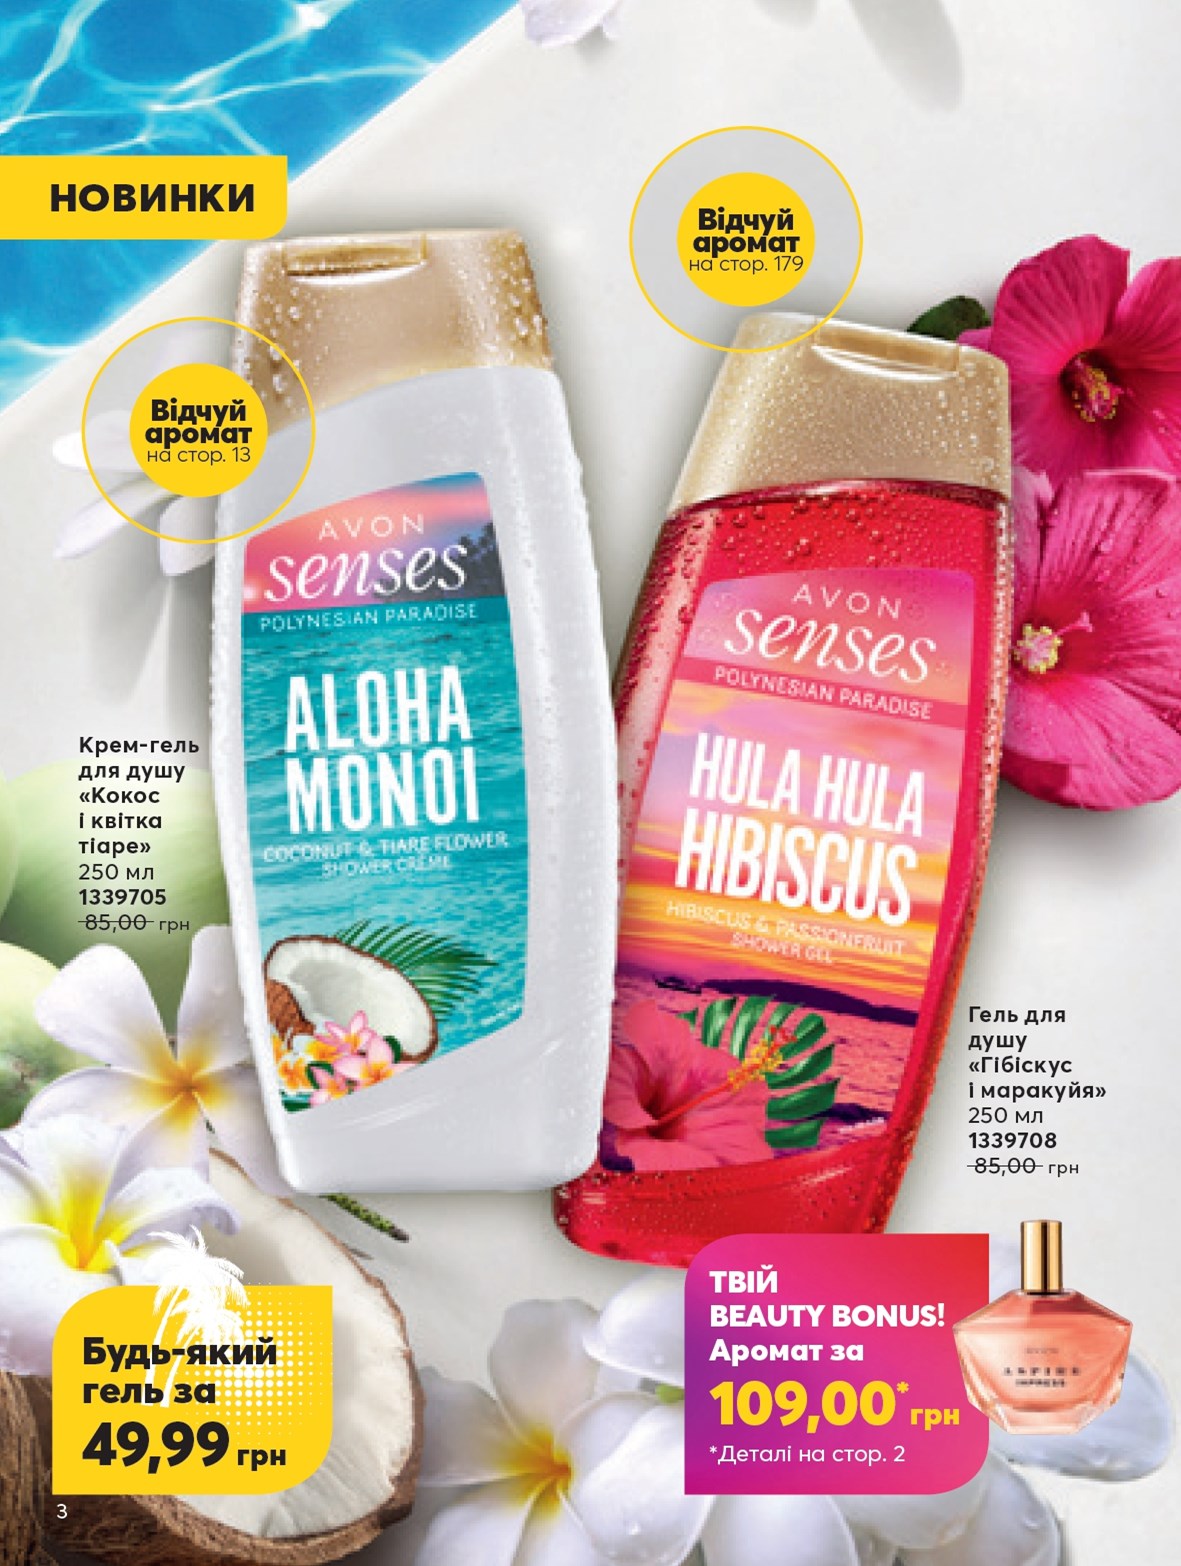 НОВИНКИ
Відчуй
аромат
на стор. 179
Відчуй
аромат
на стор. 13
AVON
senses
POLYNESIAN PARADISE
ALOHA
MONOI
COCONUT & TIARE FLOWER
SHOWER CRÈME
AVON
senses
POLYNESIAN PARADISE
HULA HULA
HIBISCUS
HIBISCUS & PASSIONFRUIT
SHOWER GEL
Крем-гель
для душу
«Кокос
і квітка
тіаре»
250 мл
1339705
85,00 грн
Гель для
душу
«Гібіскус
і маракуйя»
250 мл
1339708
85,00 грн
Будь-який
гель за
49,99 грн
ТВІЙ
BEAUTY BONUS!
Аромат за
109,00* грн
*Деталі на стор. 2
AVON
ASPIRE
IMPRESS
3